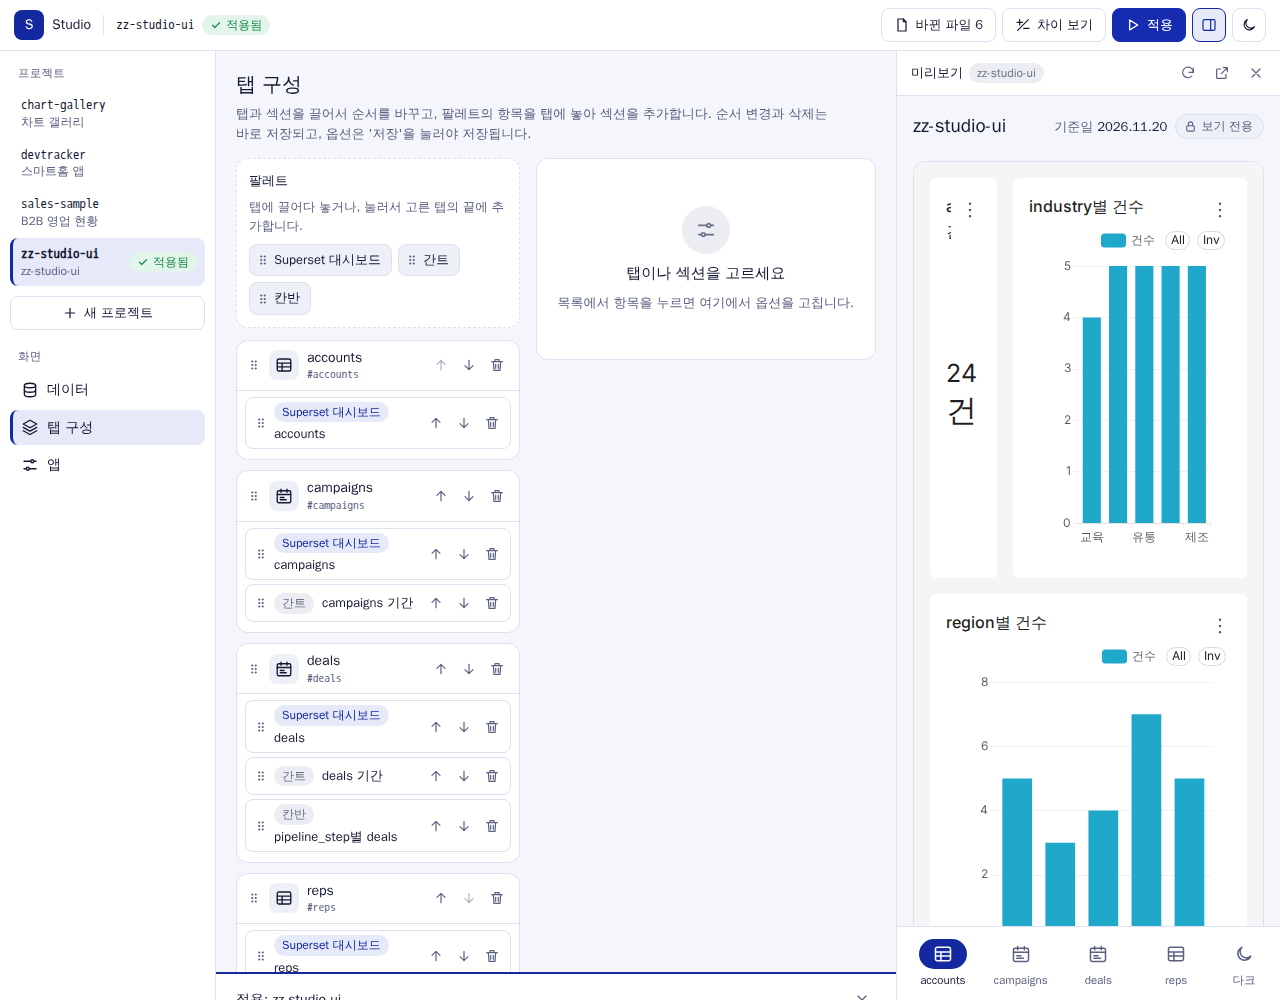 S Studio zz-studio-ui 적용됨 바뀐 파일 6 차이 보기 적용
프로젝트
chart-gallery
차트 갤러리
devtracker
스마트홈 앱
sales-sample
B2B 영업 현황
zz-studio-ui
zz-studio-ui
적용됨
새 프로젝트
화면
데이터
탭 구성
앱
탭 구성
탭과 섹션을 끌어서 순서를 바꾸고, 팔레트의 항목을 탭에 놓아 섹션을 추가합니다. 순서 변경과 삭제는
바로 저장되고, 옵션은 '저장'을 눌러야 저장됩니다.
팔레트
탭에 끌어다 놓거나, 눌러서 고른 탭의 끝에 추
가합니다.
Superset 대시보드 간트
칸반
accounts
#accounts
Superset 대시보드
accounts
campaigns
#campaigns
Superset 대시보드
campaigns
간트 campaigns 기간
deals
#deals
Superset 대시보드
deals
간트 deals 기간
칸반
pipeline_step별 deals
reps
#reps
Superset 대시보드
reps
탭이나 섹션을 고르세요
목록에서 항목을 누르면 여기에서 옵션을 고칩니다.
적용: zz-studio-ui
미리보기 zz-studio-ui
zz-studio-ui 기준일 2026.11.20 보기 전용
24
건
industry별 건수
건수 All Inv
5
4
3
2
1
0
교육 유통 제조
region별 건수
건수 All Inv
8
6
4
2
accounts campaigns deals reps 다크